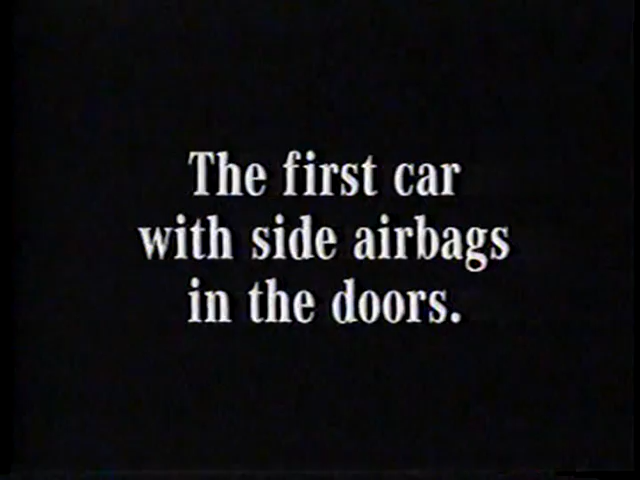 The first car
with side airbags
in the doors.